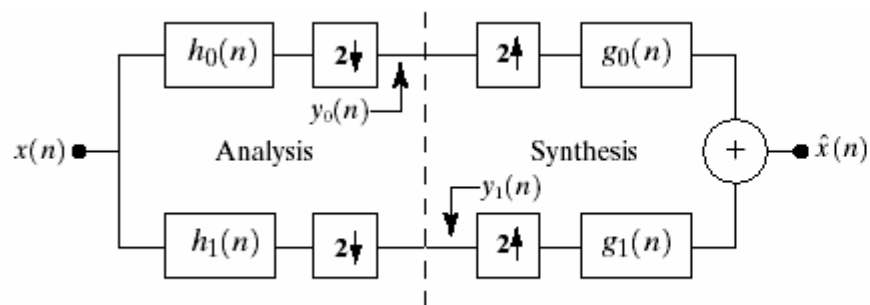 h₀(n) 2↓ 2↑ g₀(n)
y₀(n)
x(n) Analysis Synthesis + x̂(n)
y₁(n)
h₁(n) 2↓ 2↑ g₁(n)